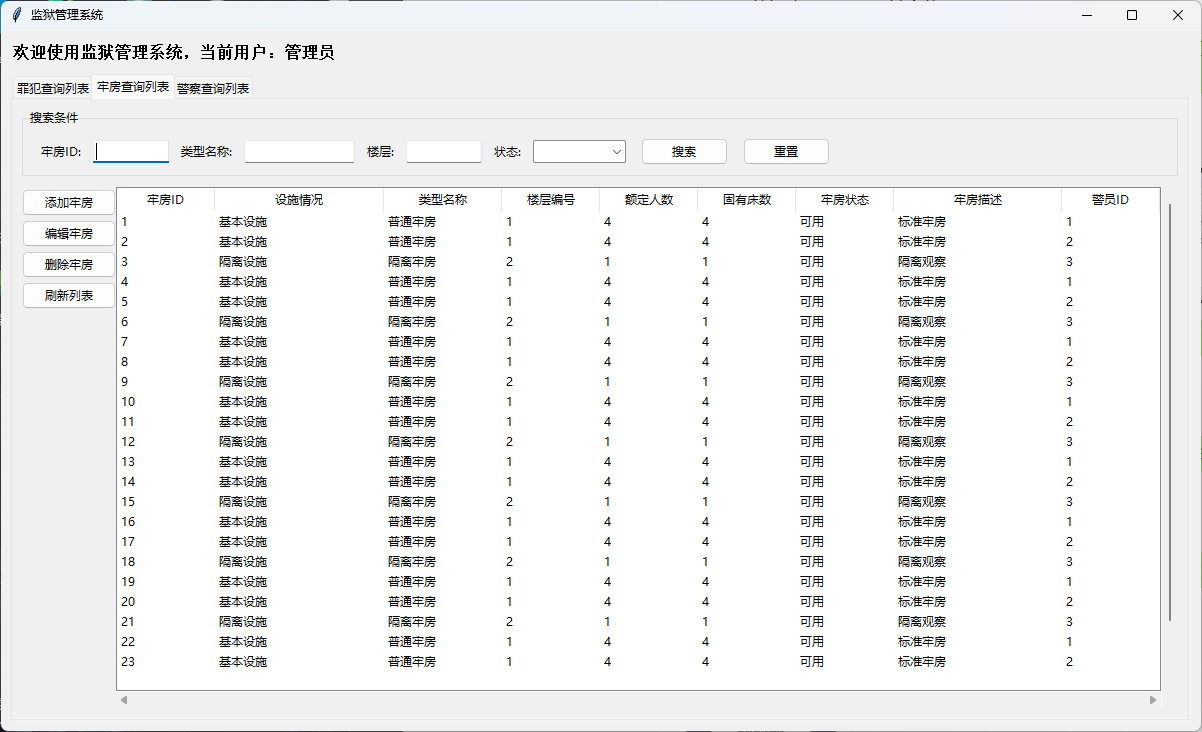 监狱管理系统
欢迎使用监狱管理系统，当前用户：管理员
罪犯查询列表 牢房查询列表 警察查询列表
搜索条件
牢房ID: 类型名称: 楼层: 状态: 搜索 重置
添加牢房
编辑牢房
删除牢房
刷新列表
牢房ID 设施情况 类型名称 楼层编号 额定人数 固有床数 牢房状态 牢房描述 警员ID
1 基本设施 普通牢房 1 4 4 可用 标准牢房 1
2 基本设施 普通牢房 1 4 4 可用 标准牢房 2
3 隔离设施 隔离牢房 2 1 1 可用 隔离观察 3
4 基本设施 普通牢房 1 4 4 可用 标准牢房 1
5 基本设施 普通牢房 1 4 4 可用 标准牢房 2
6 隔离设施 隔离牢房 2 1 1 可用 隔离观察 3
7 基本设施 普通牢房 1 4 4 可用 标准牢房 1
8 基本设施 普通牢房 1 4 4 可用 标准牢房 2
9 隔离设施 隔离牢房 2 1 1 可用 隔离观察 3
10 基本设施 普通牢房 1 4 4 可用 标准牢房 1
11 基本设施 普通牢房 1 4 4 可用 标准牢房 2
12 隔离设施 隔离牢房 2 1 1 可用 隔离观察 3
13 基本设施 普通牢房 1 4 4 可用 标准牢房 1
14 基本设施 普通牢房 1 4 4 可用 标准牢房 2
15 隔离设施 隔离牢房 2 1 1 可用 隔离观察 3
16 基本设施 普通牢房 1 4 4 可用 标准牢房 1
17 基本设施 普通牢房 1 4 4 可用 标准牢房 2
18 隔离设施 隔离牢房 2 1 1 可用 隔离观察 3
19 基本设施 普通牢房 1 4 4 可用 标准牢房 1
20 基本设施 普通牢房 1 4 4 可用 标准牢房 2
21 隔离设施 隔离牢房 2 1 1 可用 隔离观察 3
22 基本设施 普通牢房 1 4 4 可用 标准牢房 1
23 基本设施 普通牢房 1 4 4 可用 标准牢房 2